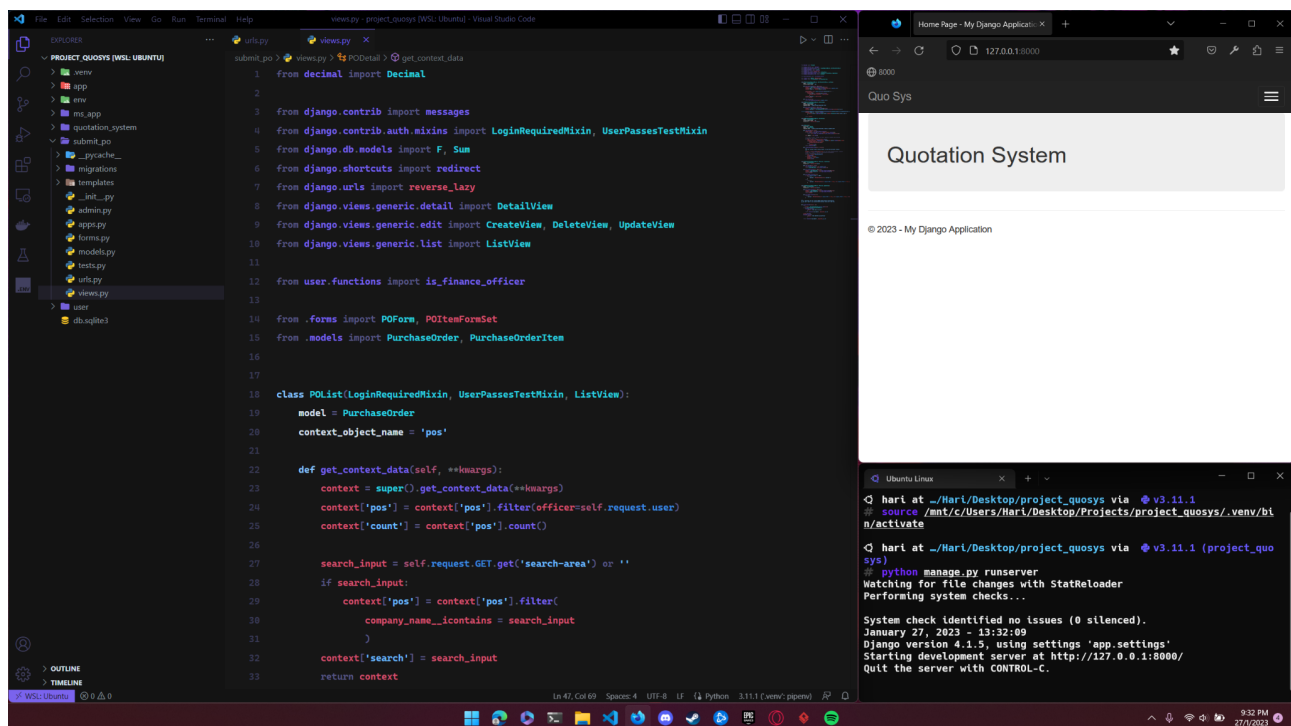 File Edit Selection View Go Run Terminal Help
views.py - project_quosys [WSL: Ubuntu] - Visual Studio Code
EXPLORER
PROJECT_QUOSYS [WSL: UBUNTU]
.venv
app
env
ms_app
quotation_system
submit_po
__pycache__
migrations
templates
__init__.py
admin.py
apps.py
forms.py
models.py
tests.py
urls.py
views.py
user
db.sqlite3
OUTLINE
TIMELINE
urls.py views.py
submit_po > views.py > PODetail > get_context_data
1 from decimal import Decimal
2
3 from django.contrib import messages
4 from django.contrib.auth.mixins import LoginRequiredMixin, UserPassesTestMixin
5 from django.db.models import F, Sum
6 from django.shortcuts import redirect
7 from django.urls import reverse_lazy
8 from django.views.generic.detail import DetailView
9 from django.views.generic.edit import CreateView, DeleteView, UpdateView
10 from django.views.generic.list import ListView
11
12 from user.functions import is_finance_officer
13
14 from .forms import POForm, POItemFormSet
15 from .models import PurchaseOrder, PurchaseOrderItem
16
17
18 class POList(LoginRequiredMixin, UserPassesTestMixin, ListView):
19 model = PurchaseOrder
20 context_object_name = 'pos'
21
22 def get_context_data(self, **kwargs):
23 context = super().get_context_data(**kwargs)
24 context['pos'] = context['pos'].filter(officer=self.request.user)
25 context['count'] = context['pos'].count()
26
27 search_input = self.request.GET.get('search-area') or ''
28 if search_input:
29 context['pos'] = context['pos'].filter(
30 company_name__icontains = search_input
31 )
32 context['search'] = search_input
33 return context
WSL: Ubuntu 0 0 Ln 47, Col 69 Spaces: 4 UTF-8 LF Python 3.11.1 ('.venv': pipenv)
Home Page - My Django Applicatio
127.0.0.1:8000
8000
Quo Sys
Quotation System
© 2023 - My Django Application
Ubuntu Linux
hari at …/Hari/Desktop/project_quosys via v3.11.1
# source /mnt/c/Users/Hari/Desktop/Projects/project_quosys/.venv/bi
n/activate
hari at …/Hari/Desktop/project_quosys via v3.11.1 (project_quo
sys)
# python manage.py runserver
Watching for file changes with StatReloader
Performing system checks...
System check identified no issues (0 silenced).
January 27, 2023 - 13:32:09
Django version 4.1.5, using settings 'app.settings'
Starting development server at http://127.0.0.1:8000/
Quit the server with CONTROL-C.
9:32 PM
27/1/2023